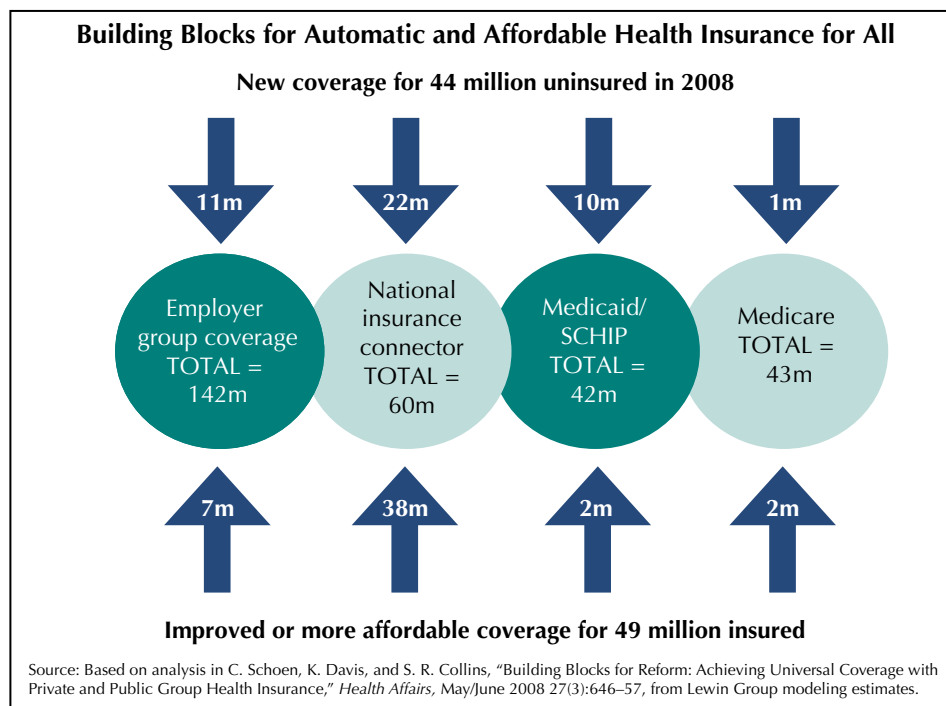 Building Blocks for Automatic and Affordable Health Insurance for All
New coverage for 44 million uninsured in 2008
11m
22m
10m
1m
Employer
group coverage
TOTAL =
142m
National
insurance
connector
TOTAL =
60m
Medicaid/
SCHIP
TOTAL =
42m
Medicare
TOTAL =
43m
7m
38m
2m
2m
Improved or more affordable coverage for 49 million insured
Source: Based on analysis in C. Schoen, K. Davis, and S. R. Collins, “Building Blocks for Reform: Achieving Universal Coverage with
Private and Public Group Health Insurance,” Health Affairs, May/June 2008 27(3):646–57, from Lewin Group modeling estimates.